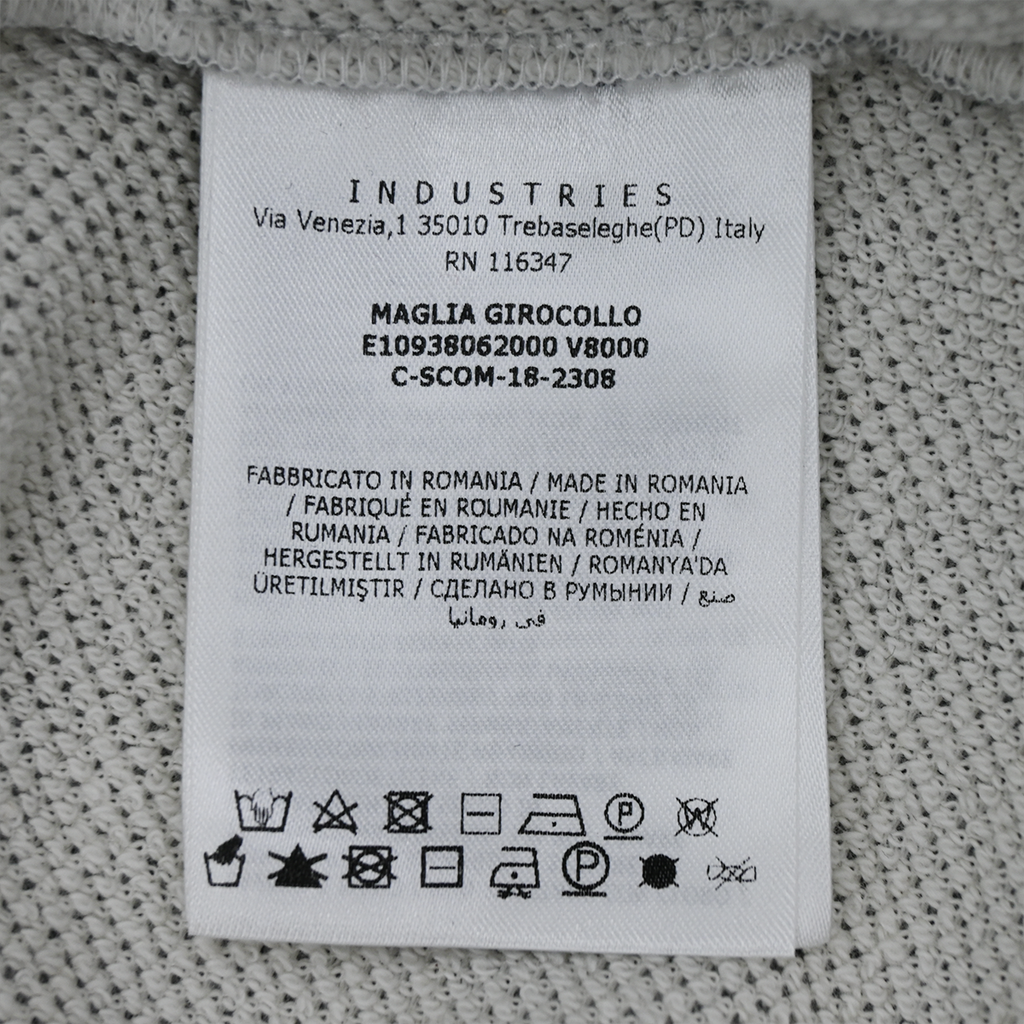 INDUSTRIES
Via Venezia,1 35010 Trebaseleghe(PD) Italy
RN 116347
MAGLIA GIROCOLLO
E10938062000 V8000
C-SCOM-18-2308
FABBRICATO IN ROMANIA / MADE IN ROMANIA
/ FABRIQUÉ EN ROUMANIE / HECHO EN
RUMANIA / FABRICADO NA ROMÉNIA /
HERGESTELLT IN RUMÄNIEN / ROMANYA'DA
ÜRETILMIŞTIR / СДЕЛАНО В РУМЫНИИ / صنع
في رومانيا
P W
P